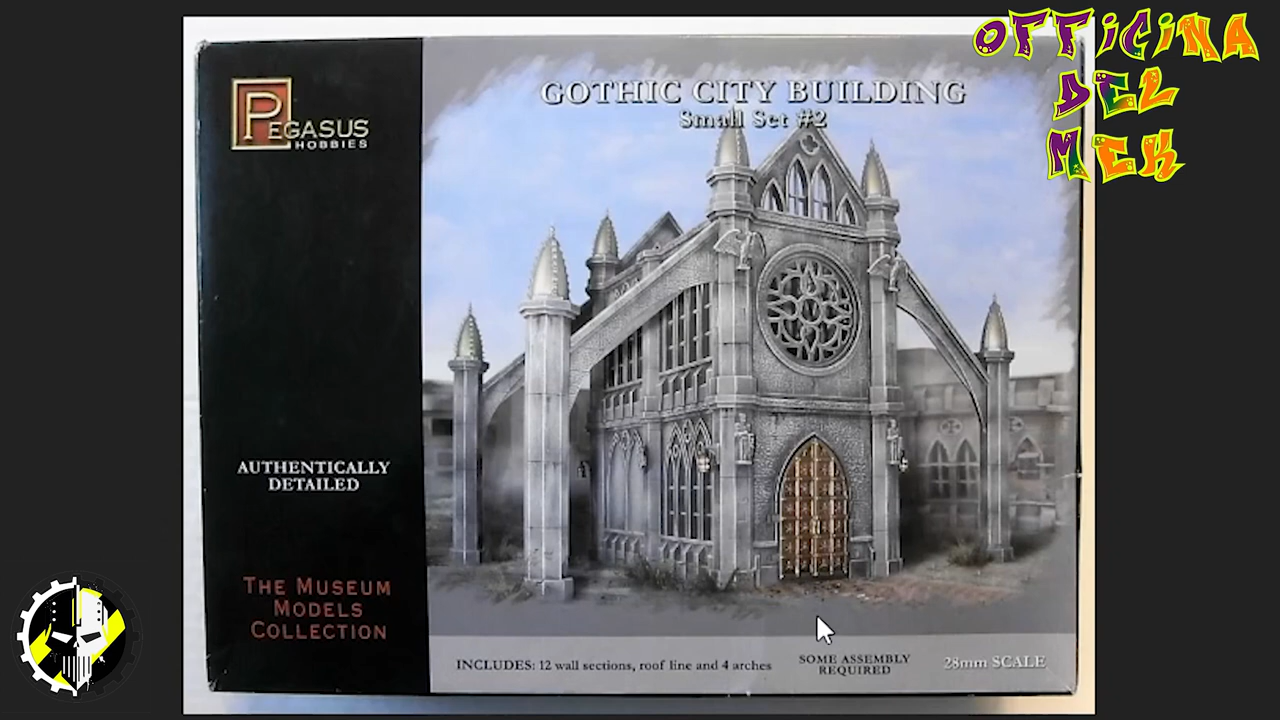 OFFICINA
DEL
MEK
PEGASUS
HOBBIES
GOTHIC CITY BUILDING
Small Set #2
AUTHENTICALLY
DETAILED
THE MUSEUM
MODELS
COLLECTION
INCLUDES: 12 wall sections, roof line and 4 arches
SOME ASSEMBLY
REQUIRED
28mm SCALE